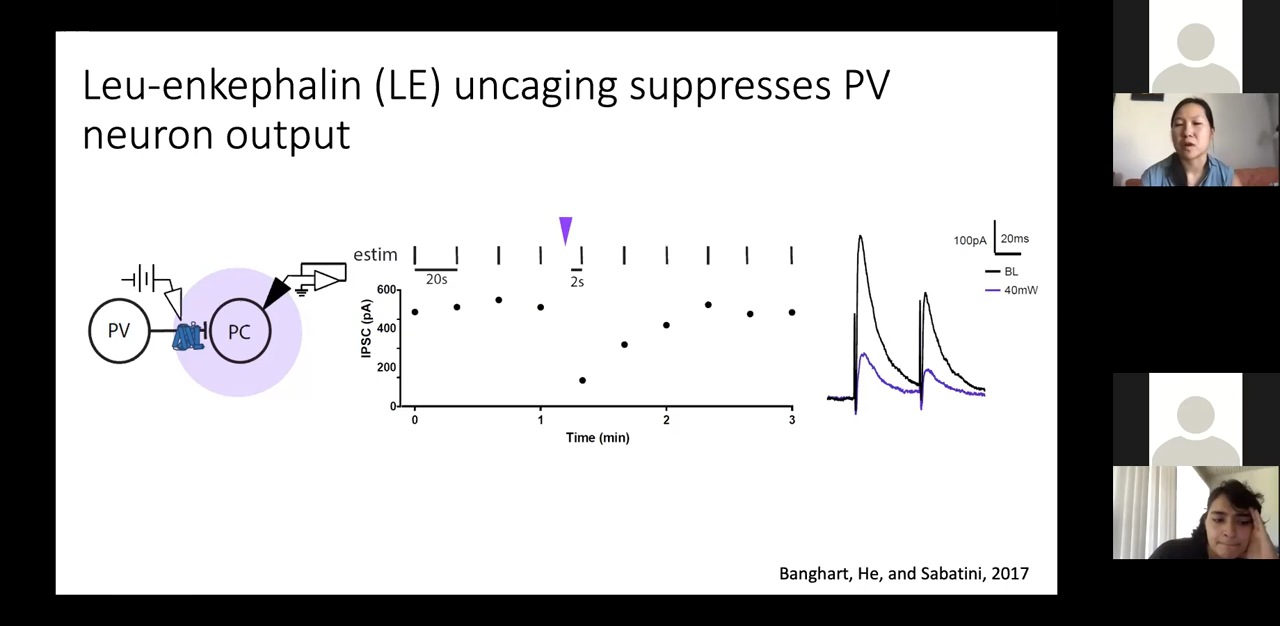 Leu-enkephalin (LE) uncaging suppresses PV
neuron output
estim
20s
2s
PV
PC
IPSC (pA)
600
400
200
0
0
1
2
3
Time (min)
100pA
20ms
BL
40mW
Banghart, He, and Sabatini, 2017